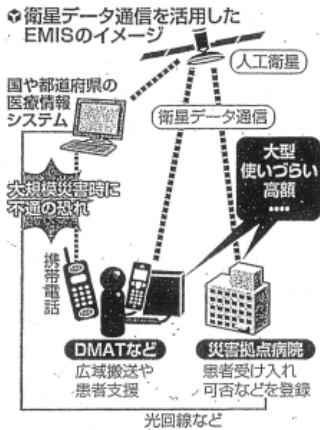 衛星データ通信を活用した
EMISのイメージ
人工衛星
国や都道府県の
医療情報
システム
衛星データ通信
大型
使いづらい
高額
••••
大規模災害時に
不通の恐れ
携帯電話
DMATなど
広域搬送や
患者支援
災害拠点病院
患者受け入れ
可否などを登録
光回線など